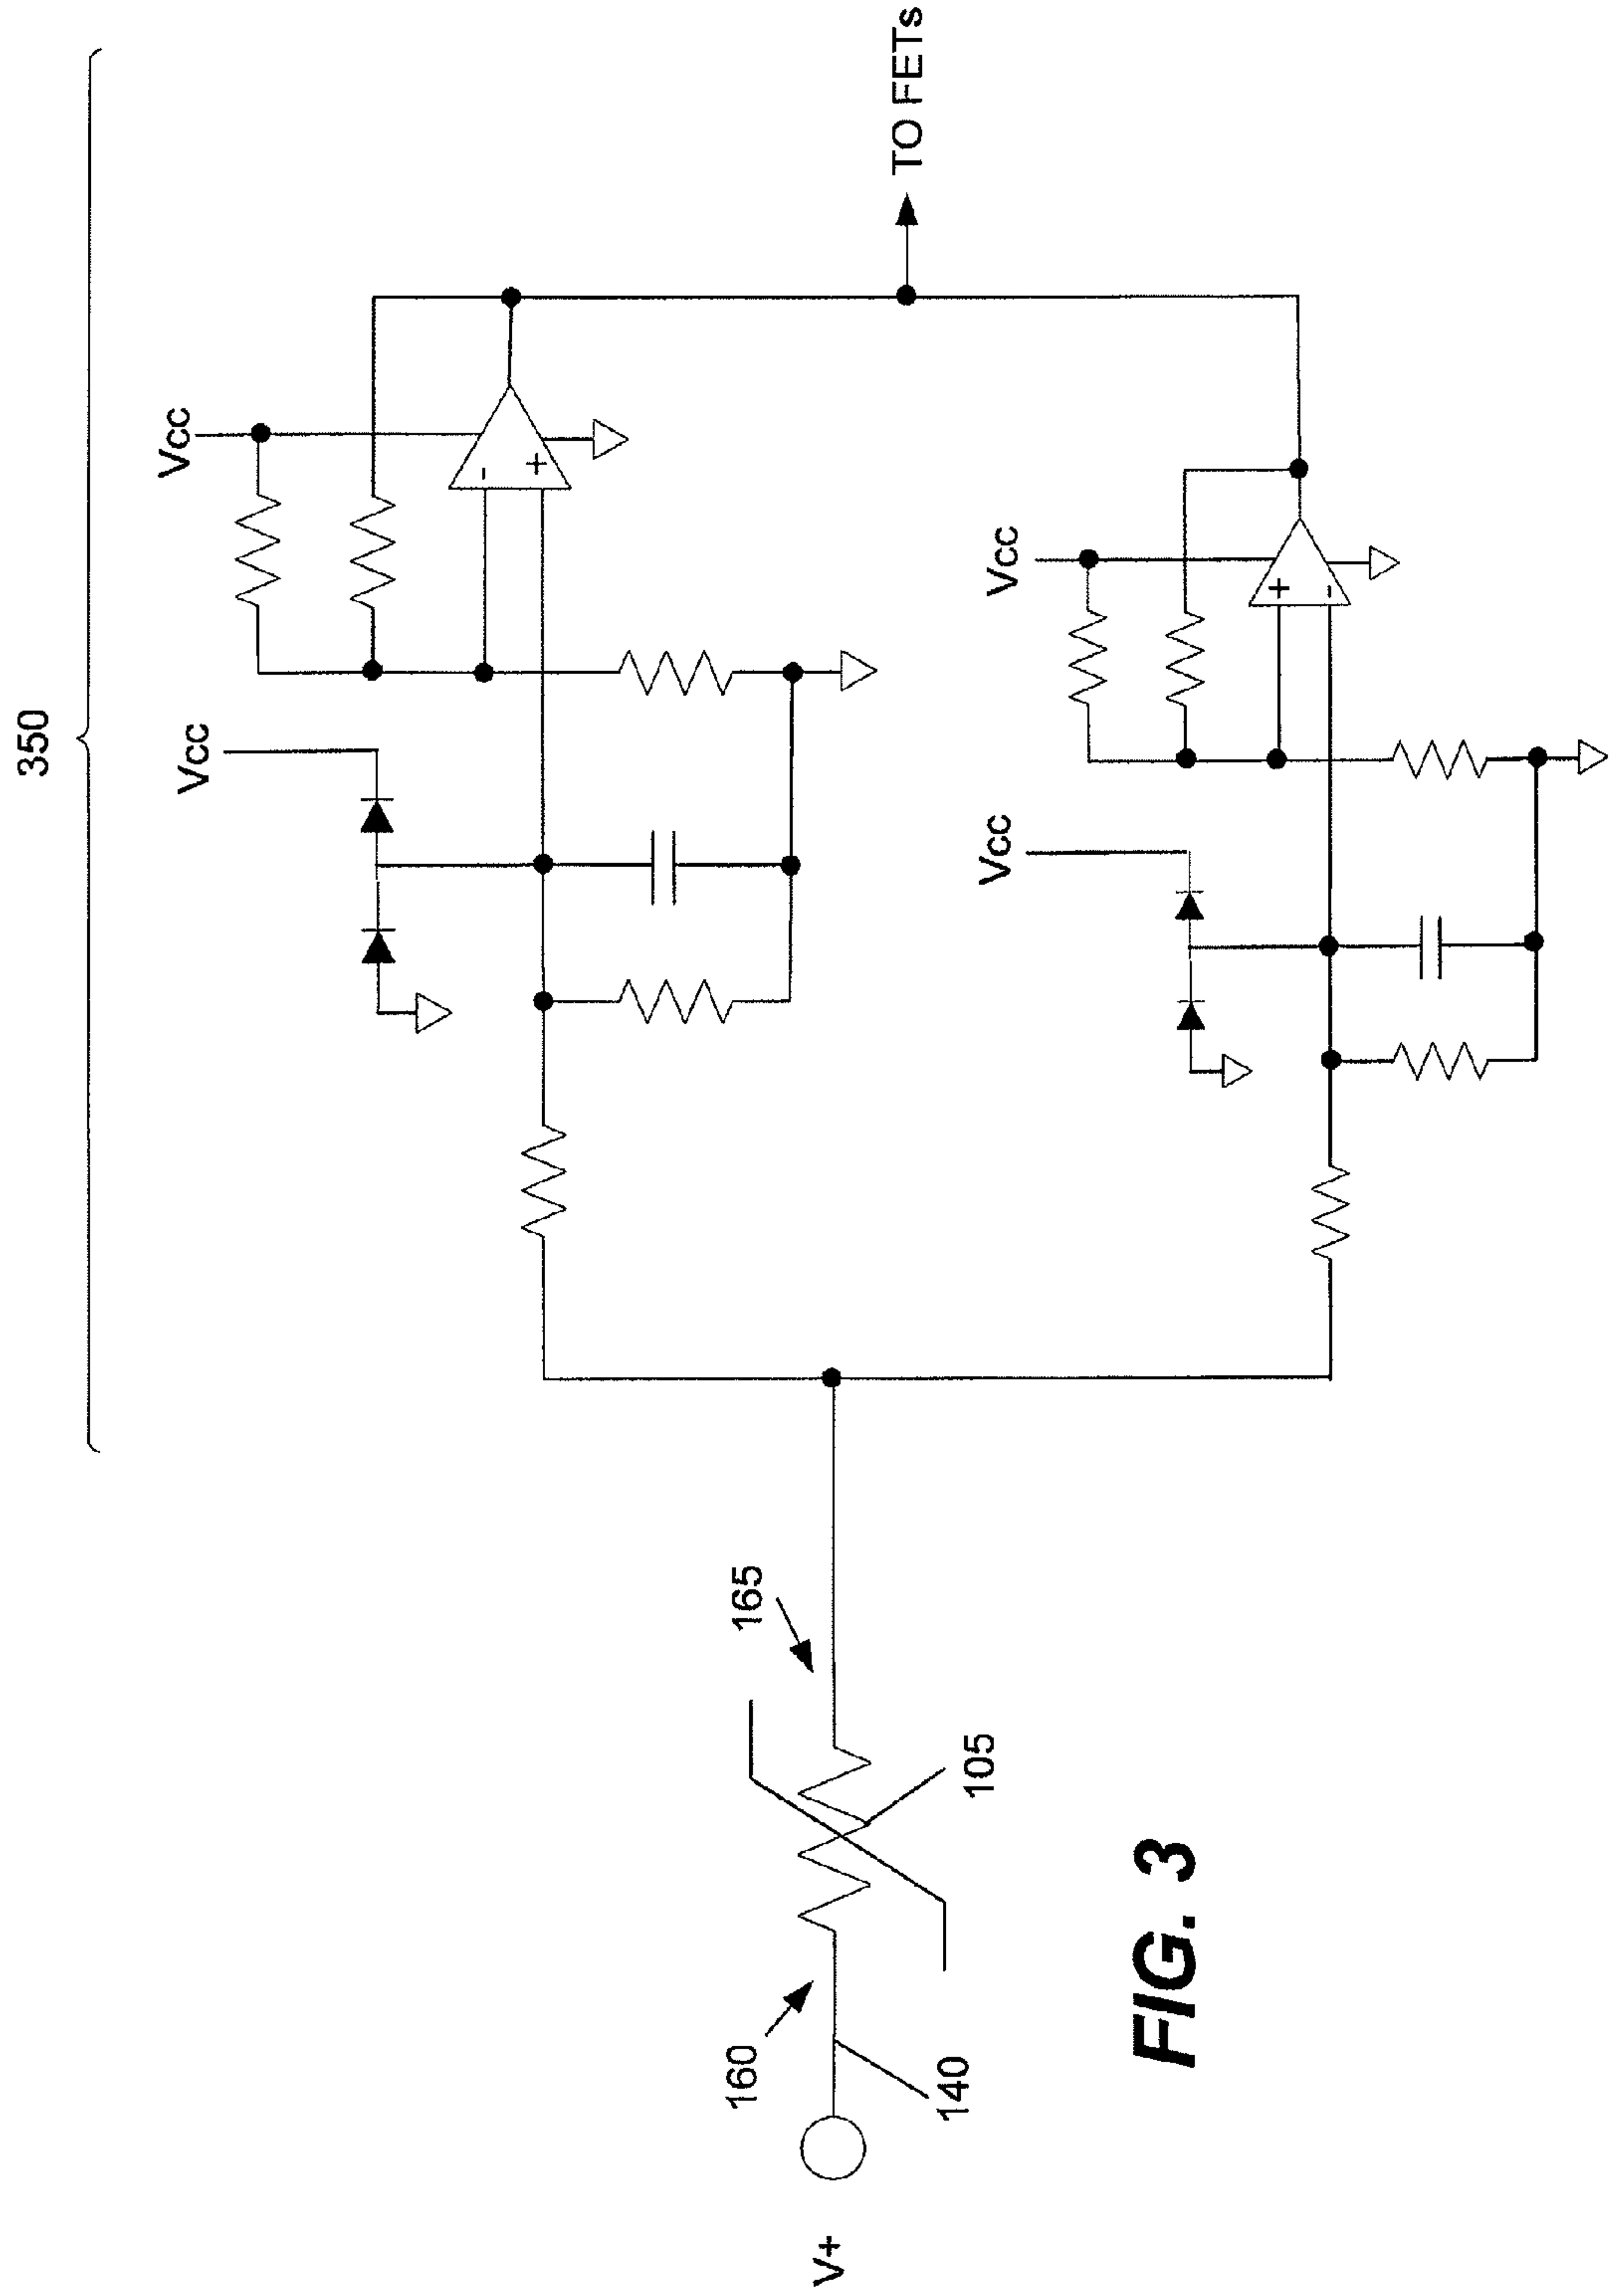 350
Vcc
Vcc
-
+
TO FETs
Vcc
Vcc
+
-
V+
160
140
165
105
FIG. 3